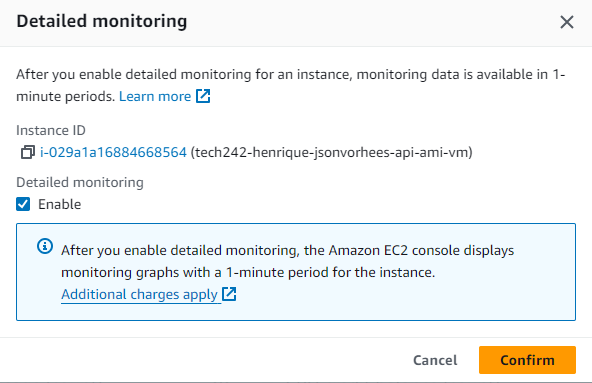 Detailed monitoring
After you enable detailed monitoring for an instance, monitoring data is available in 1-
minute periods. Learn more
Instance ID
i-029a1a16884668564 (tech242-henrique-jsonvorhees-api-ami-vm)
Detailed monitoring
Enable
After you enable detailed monitoring, the Amazon EC2 console displays
monitoring graphs with a 1-minute period for the instance.
Additional charges apply
Cancel Confirm